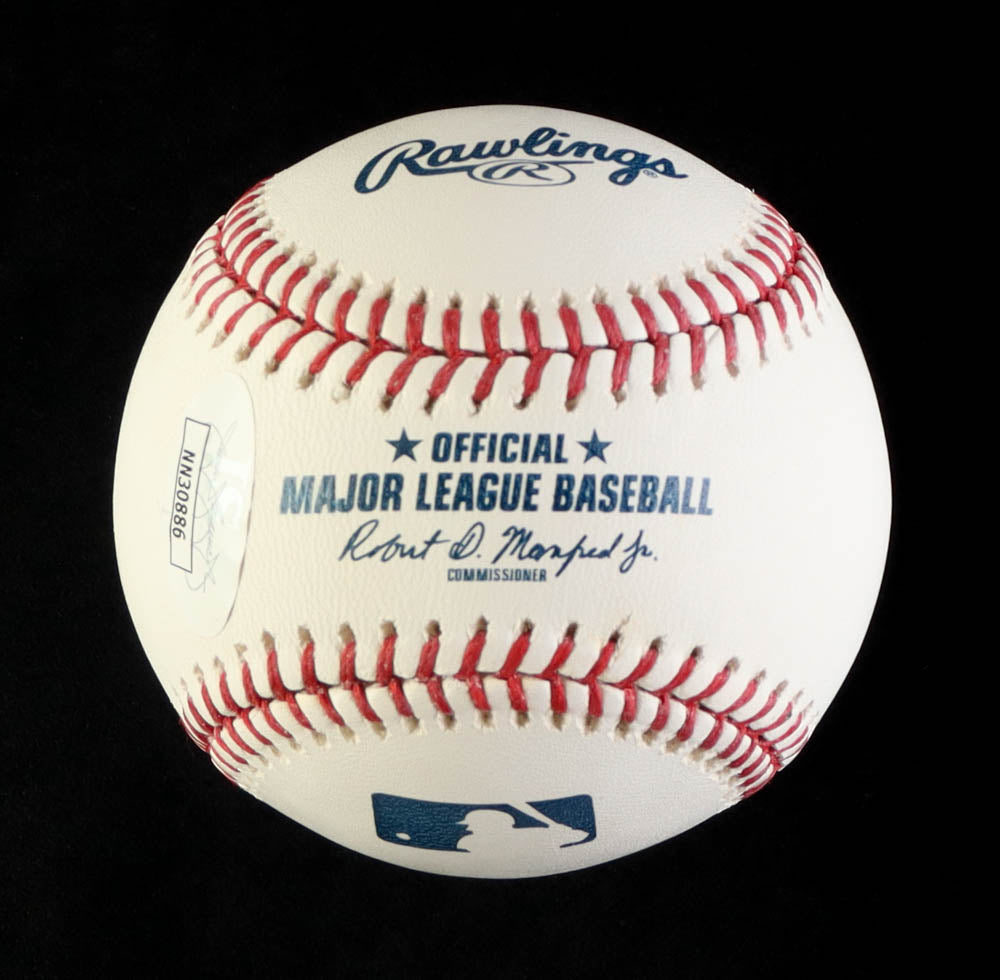 Rawlings®
R
★ OFFICIAL ★
MAJOR LEAGUE BASEBALL
Robert D. Manfred Jr.
COMMISSIONER
NN30886